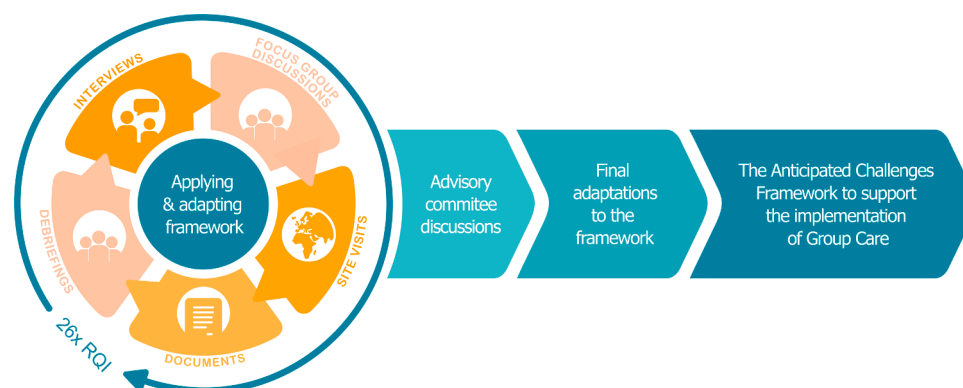 INTERVIEWS
FOCUS GROUP
DISCUSSIONS
SITE VISITS
DOCUMENTS
DEBRIEFINGS
Applying
& adapting
framework
26x RQI
Advisory
commitee
discussions
Final
adaptations
to the
framework
The Anticipated Challenges
Framework to support
the implementation
of Group Care